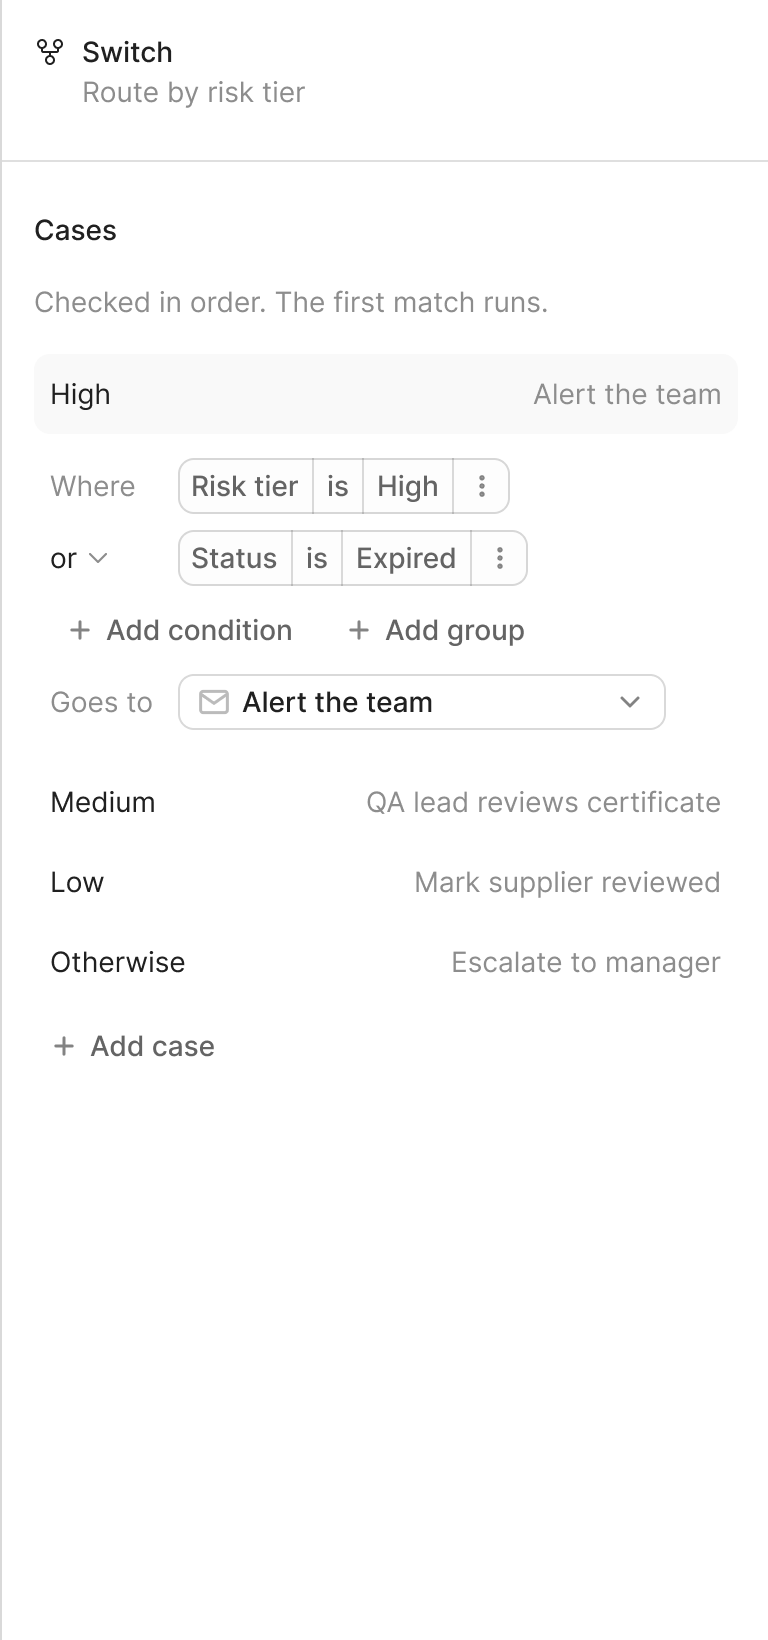 Switch
Route by risk tier
Cases
Checked in order. The first match runs.
High Alert the team
Where Risk tier is High
or Status is Expired
+ Add condition + Add group
Goes to Alert the team
Medium QA lead reviews certificate
Low Mark supplier reviewed
Otherwise Escalate to manager
+ Add case